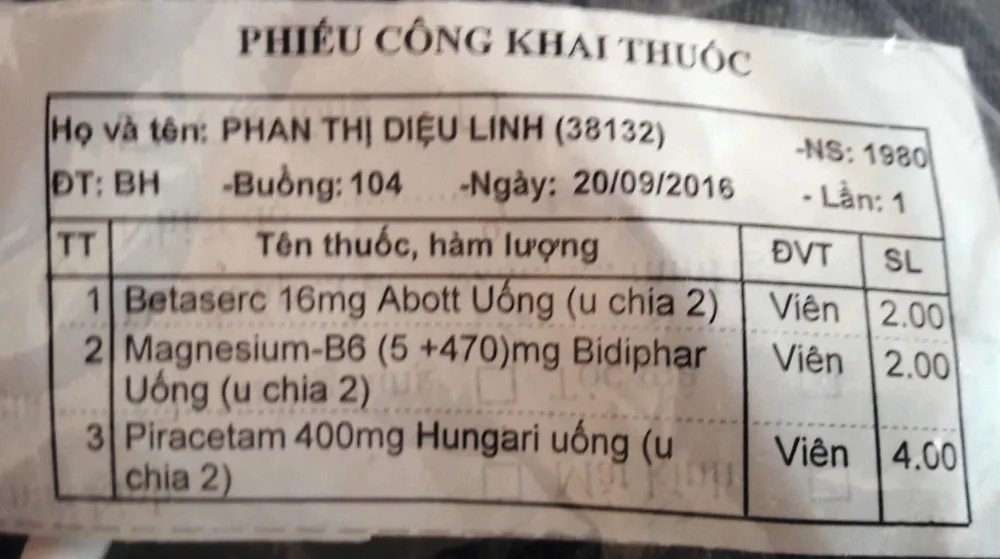 PHIẾU CÔNG KHAI THUỐC
Họ và tên: PHAN THỊ DIỆU LINH (38132) -NS: 1980
ĐT: BH -Buồng: 104 -Ngày: 20/09/2016 - Lần: 1
TT Tên thuốc, hàm lượng ĐVT SL
1 Betaserc 16mg Abott Uống (u chia 2) Viên 2.00
2 Magnesium-B6 (5 +470)mg Bidiphar Viên 2.00
Uống (u chia 2)
3 Piracetam 400mg Hungari uống (u Viên 4.00
chia 2)